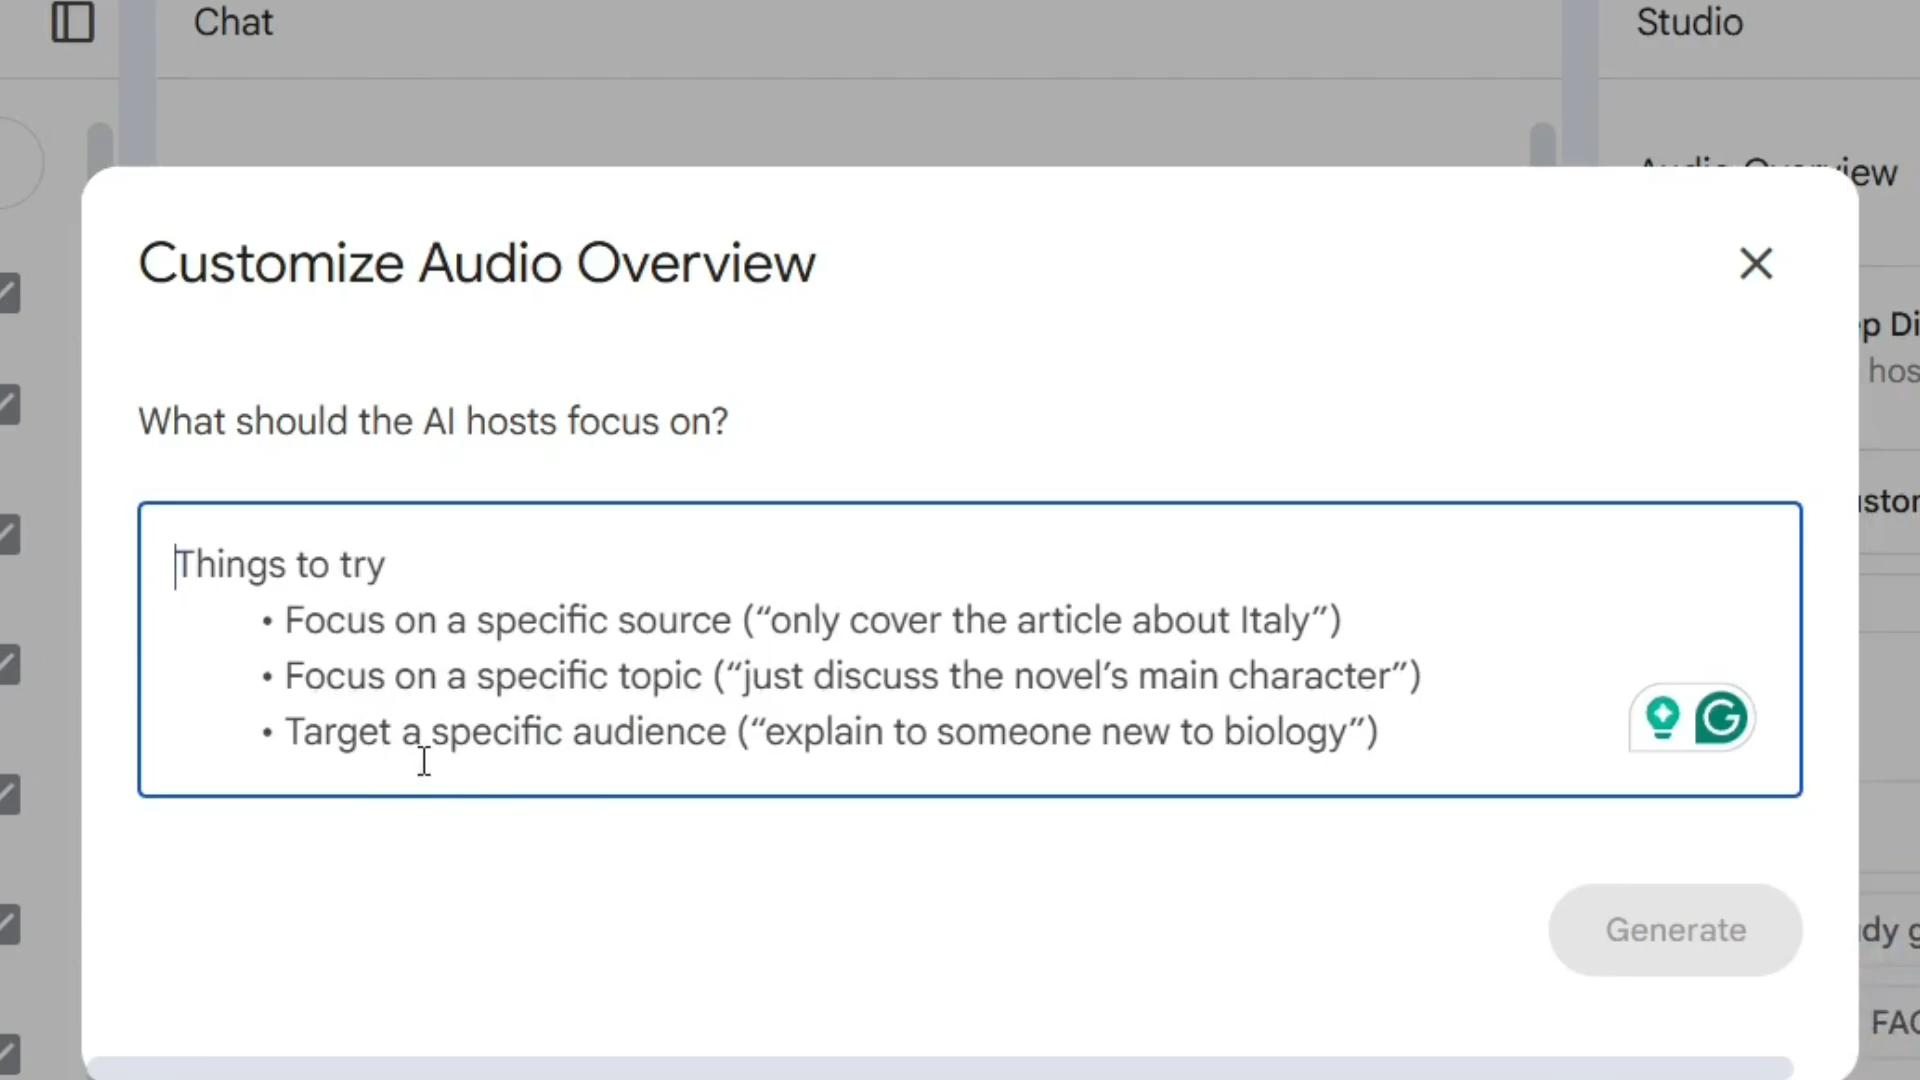 Chat
Studio
Audio Overview
Customize Audio Overview
What should the AI hosts focus on?
Things to try
• Focus on a specific source (“only cover the article about Italy”)
• Focus on a specific topic (“just discuss the novel’s main character”)
• Target a specific audience (“explain to someone new to biology”)
Generate